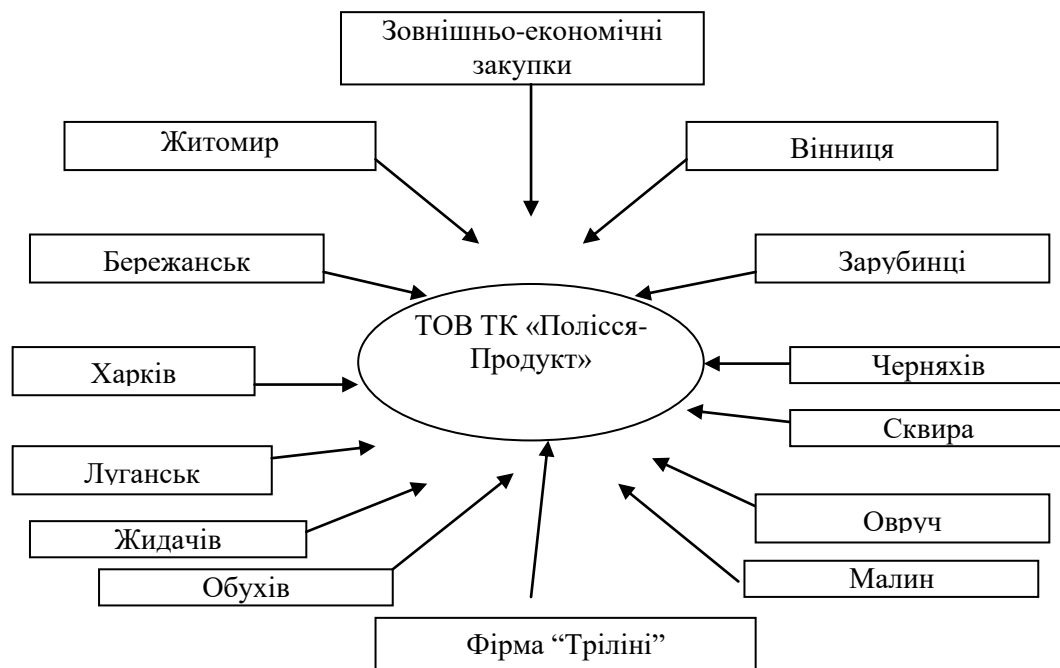 Зовнішньо-економічні
закупки
Житомир
Вінниця
Бережанськ
Зарубинці
ТОВ ТК «Полісся-
Продукт»
Харків
Черняхів
Сквира
Луганськ
Овруч
Жидачів
Малин
Обухів
Фірма “Тріліні”